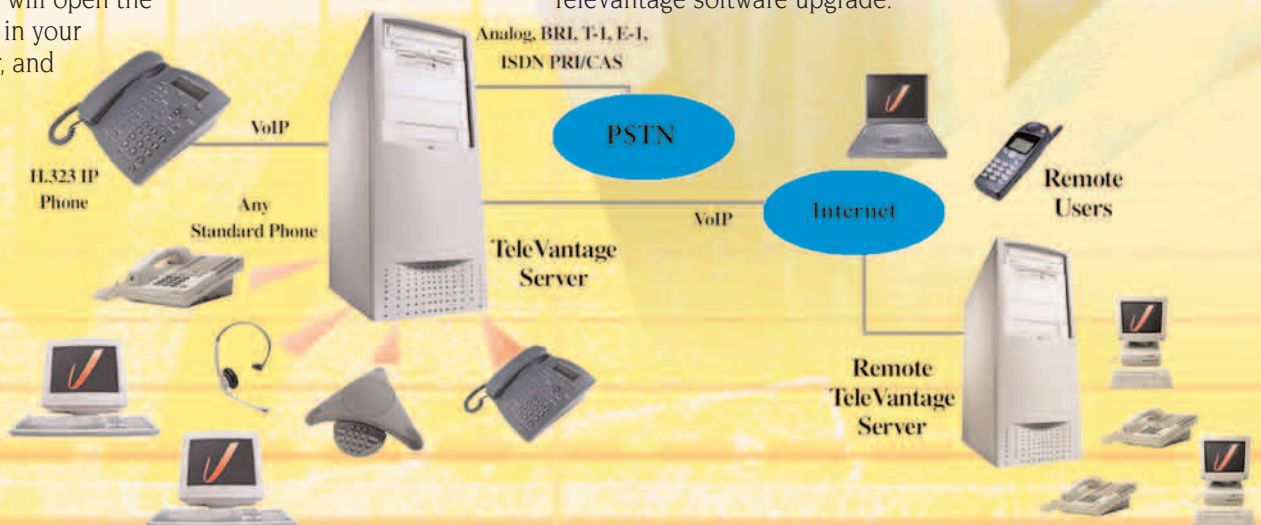 will open the
in your
, and
TeleVantage software upgrade.
Analog, BRI, T-1, E-1,
ISDN PRI/CAS
PSTN
VoIP
H.323 IP
Phone
Any
Standard Phone
TeleVantage
Server
VoIP
Internet
Remote
Users
Remote
TeleVantage
Server